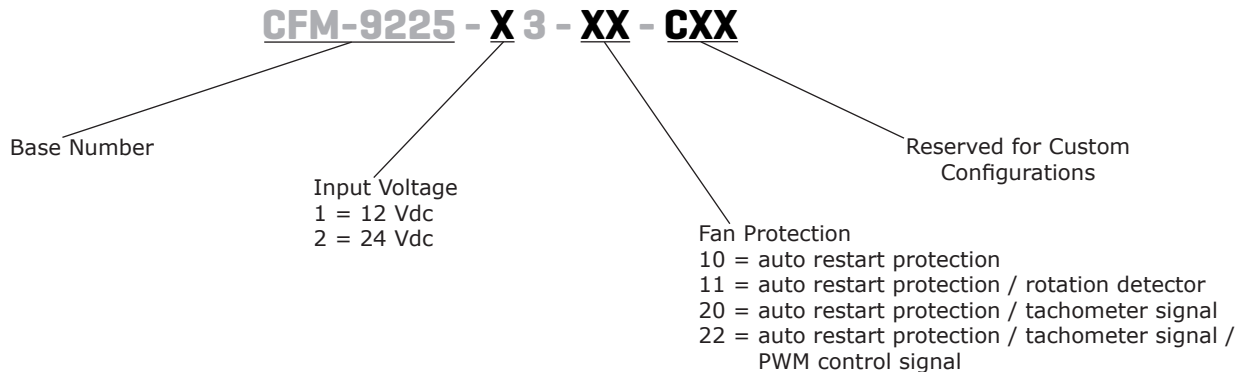 CFM-9225 - X 3 - XX - CXX
Base Number
Reserved for Custom
Configurations
Input Voltage
1 = 12 Vdc
2 = 24 Vdc
Fan Protection
10 = auto restart protection
11 = auto restart protection / rotation detector
20 = auto restart protection / tachometer signal
22 = auto restart protection / tachometer signal /
PWM control signal